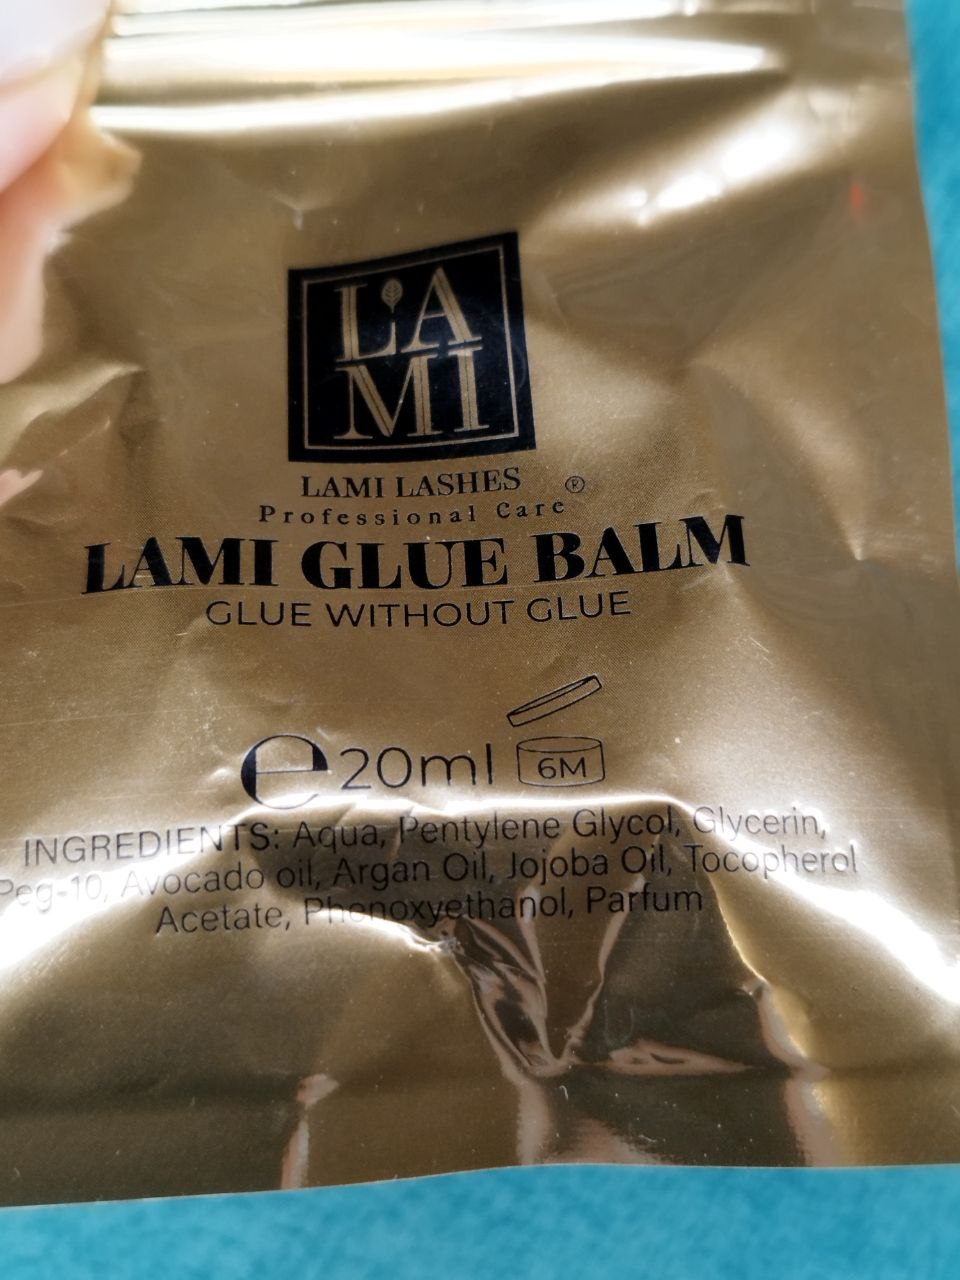 L'A
MI
LAMI LASHES ®
Professional Care
LAMI GLUE BALM
GLUE WITHOUT GLUE
℮20ml 6M
INGREDIENTS: Aqua, Pentylene Glycol, Glycerin,
Peg-10, Avocado oil, Argan Oil, Jojoba Oil, Tocopherol
Acetate, Phenoxyethanol, Parfum